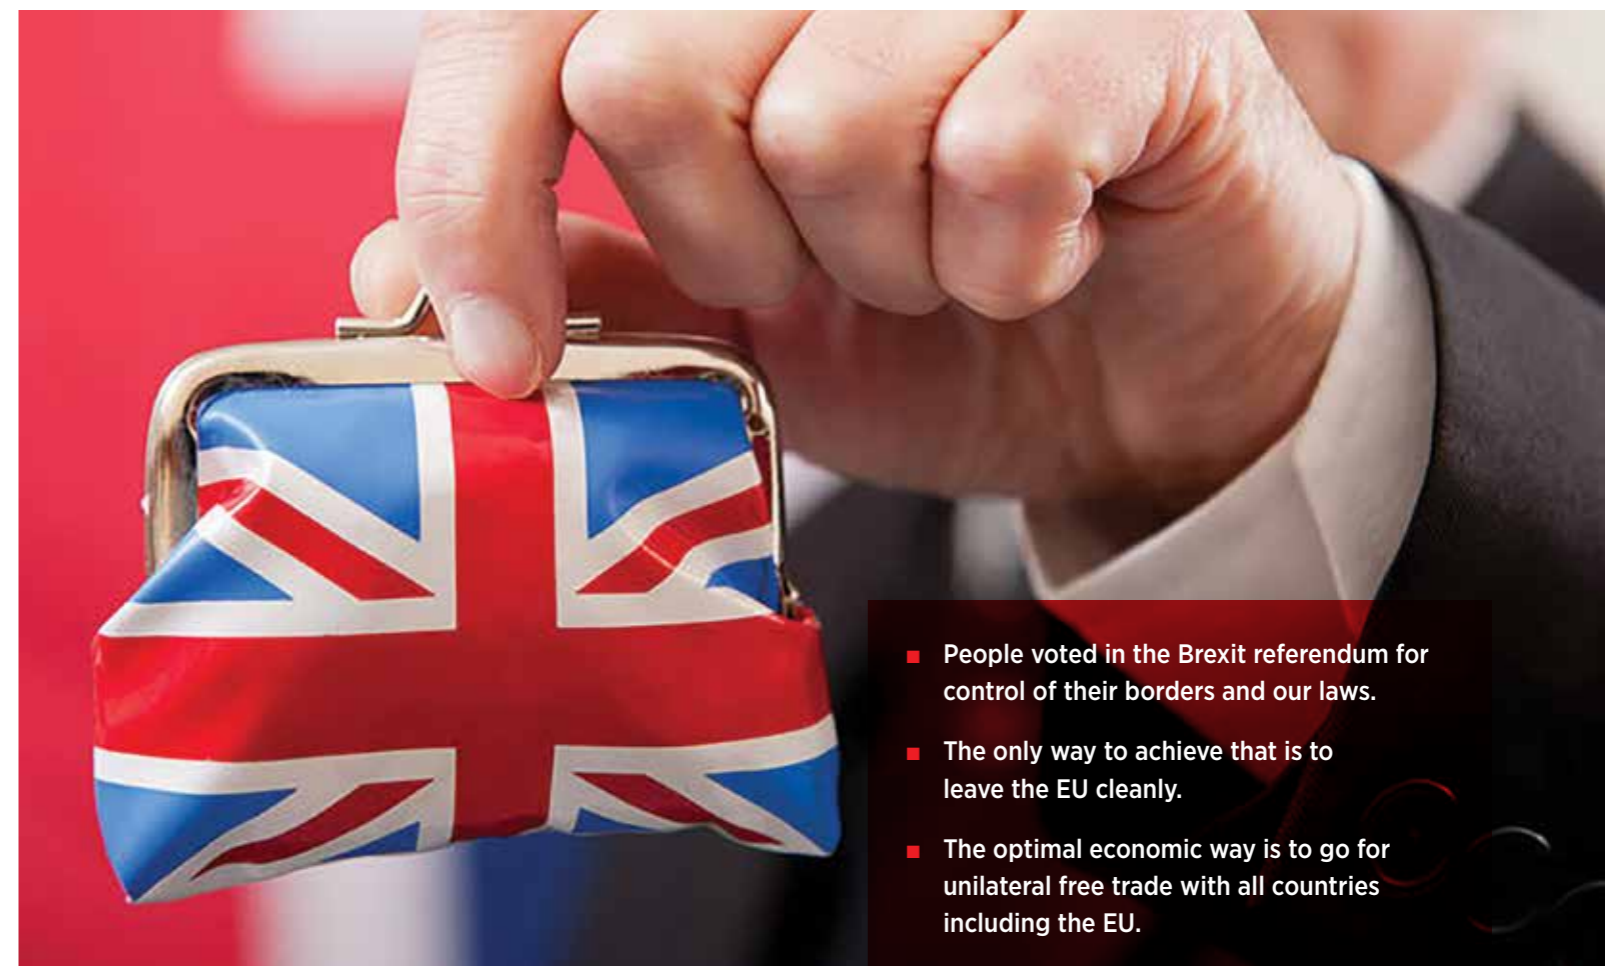 ■ People voted in the Brexit referendum for
control of their borders and our laws.
■ The only way to achieve that is to
leave the EU cleanly.
■ The optimal economic way is to go for
unilateral free trade with all countries
including the EU.